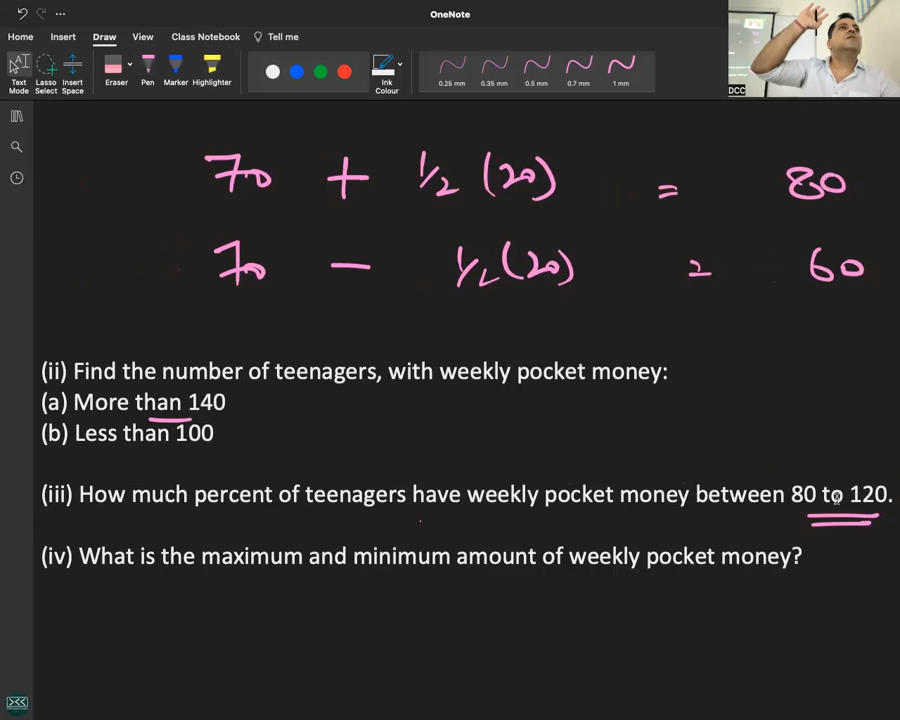 OneNote
Home Insert Draw View Class Notebook Tell me
Text Mode
Lasso Select
Insert Space
Eraser
Pen
Marker
Highlighter
Ink Colour
0.25 mm 0.35 mm 0.5 mm 0.7 mm 1 mm
DCC
70 + 1/2 (20) = 80
70 - 1/2 (20) = 60
(ii) Find the number of teenagers, with weekly pocket money:
(a) More than 140
(b) Less than 100
(iii) How much percent of teenagers have weekly pocket money between 80 to 120.
(iv) What is the maximum and minimum amount of weekly pocket money?